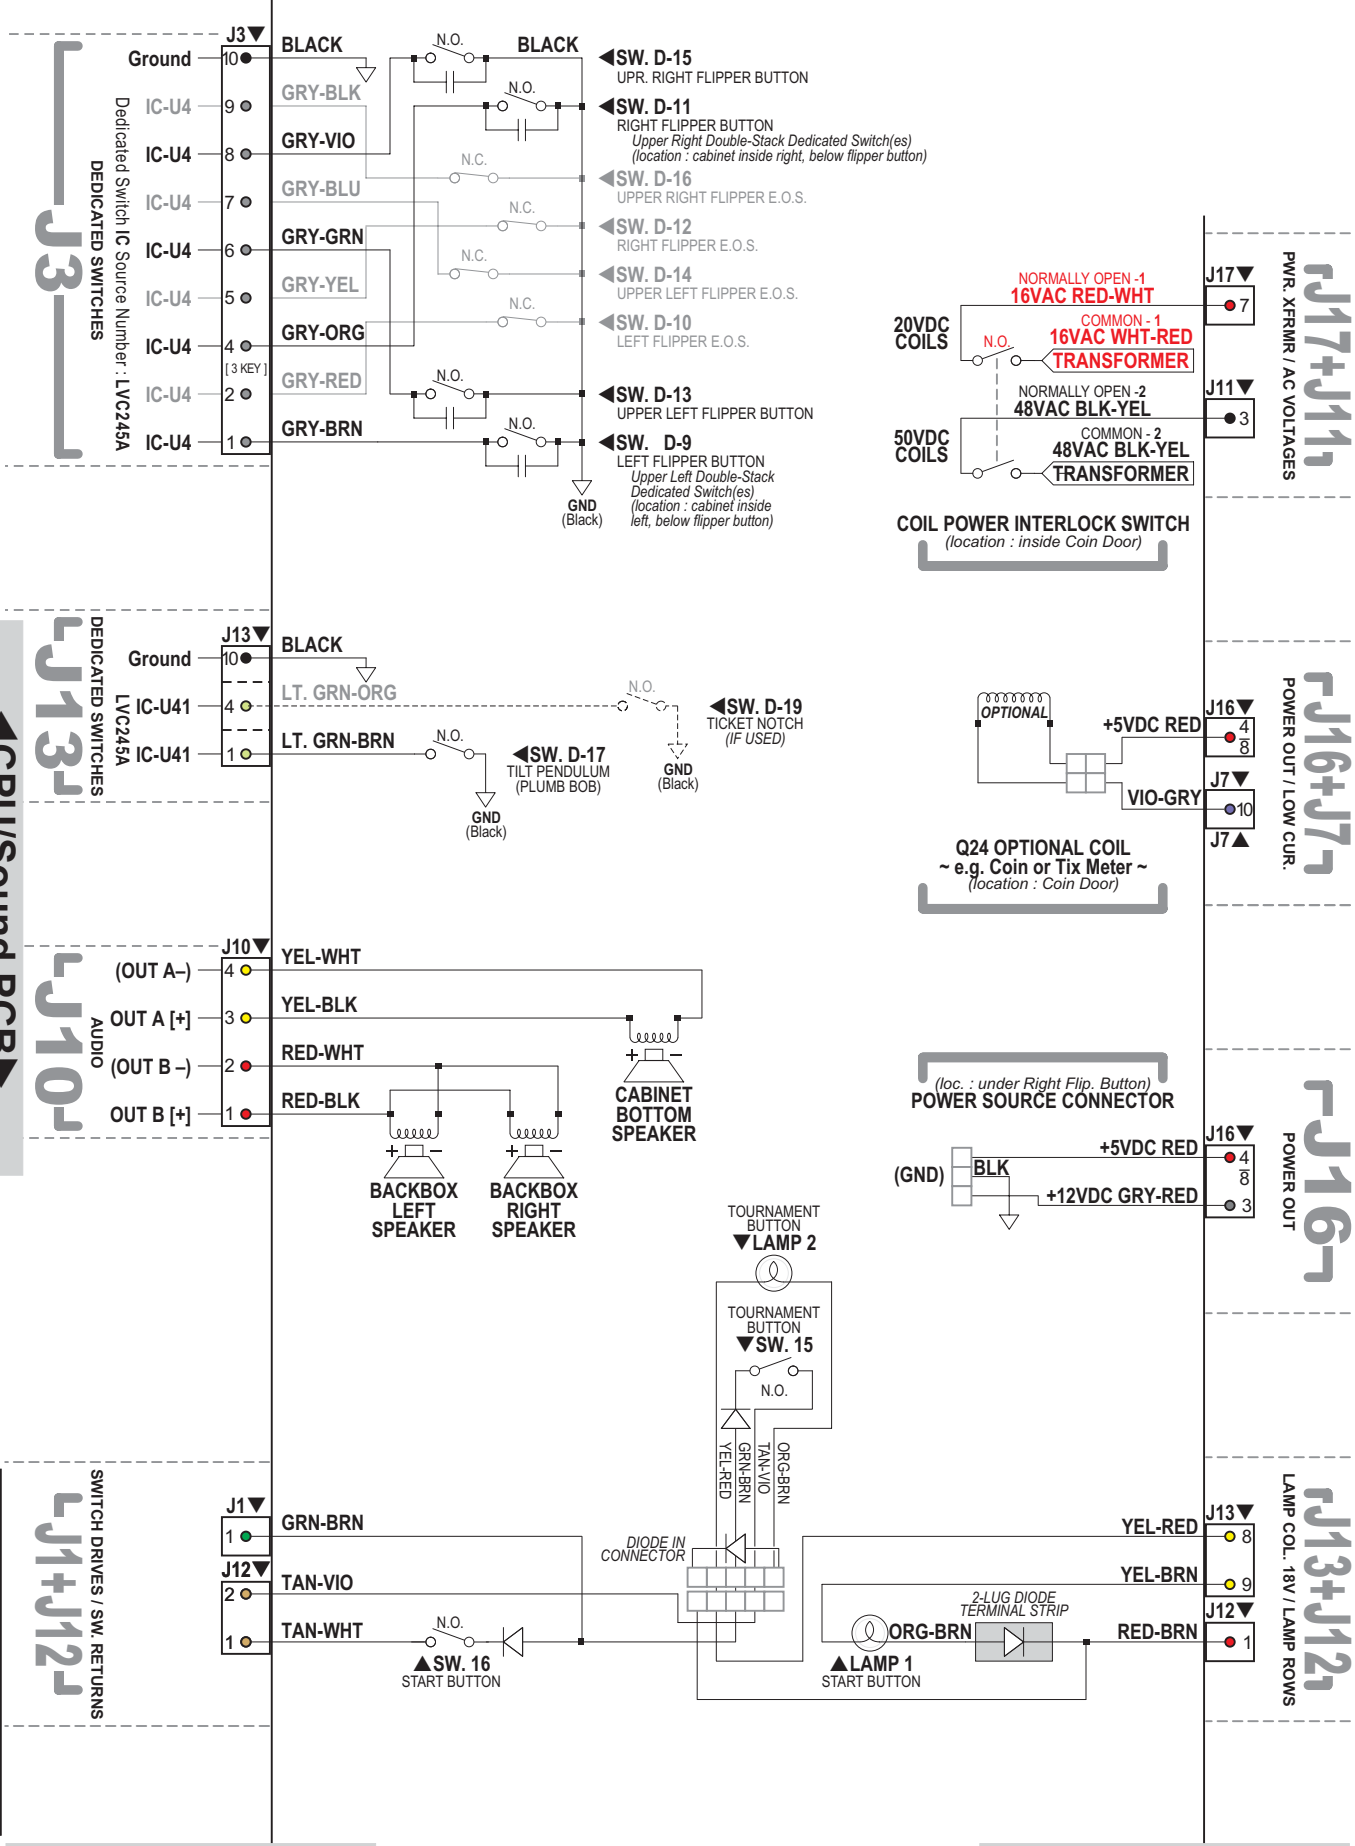 J3▼
BLACK
Ground
10
N.O.
BLACK
◀SW. D-15
UPR. RIGHT FLIPPER BUTTON
GRY-BLK
IC-U4
9
N.O.
◀SW. D-11
RIGHT FLIPPER BUTTON
Upper Right Double-Stack Dedicated Switch(es)
(location : cabinet inside right, below flipper button)
GRY-VIO
IC-U4
8
N.C.
◀SW. D-16
UPPER RIGHT FLIPPER E.O.S.
GRY-BLU
IC-U4
7
N.C.
◀SW. D-12
RIGHT FLIPPER E.O.S.
GRY-GRN
IC-U4
6
N.C.
◀SW. D-14
UPPER LEFT FLIPPER E.O.S.
GRY-YEL
IC-U4
5
N.C.
◀SW. D-10
LEFT FLIPPER E.O.S.
GRY-ORG
IC-U4
4
[ 3 KEY ]
GRY-RED
IC-U4
2
N.O.
◀SW. D-13
UPPER LEFT FLIPPER BUTTON
GRY-BRN
IC-U4
1
N.O.
◀SW. D-9
LEFT FLIPPER BUTTON
Upper Left Double-Stack
Dedicated Switch(es)
(location : cabinet inside
left, below flipper button)
GND
(Black)
Dedicated Switch IC Source Number : LVC245A
DEDICATED SWITCHES
J3
NORMALLY OPEN -1
16VAC RED-WHT
J17▼
7
20VDC
COILS
COMMON - 1
16VAC WHT-RED
N.O.
TRANSFORMER
NORMALLY OPEN -2
48VAC BLK-YEL
J11▼
3
50VDC
COILS
COMMON - 2
48VAC BLK-YEL
TRANSFORMER
COIL POWER INTERLOCK SWITCH
(location : inside Coin Door)
PWR. XFRMR / AC VOLTAGES
J17+J11
J13▼
BLACK
Ground
10
LT. GRN-ORG
IC-U41
4
N.O.
◀SW. D-19
TICKET NOTCH
(IF USED)
GND
(Black)
LT. GRN-BRN
IC-U41
1
N.O.
◀SW. D-17
TILT PENDULUM
(PLUMB BOB)
GND
(Black)
LVC245A
DEDICATED SWITCHES
J13
OPTIONAL
+5VDC RED
J16▼
4
8
VIO-GRY
J7▼
10
J7▲
Q24 OPTIONAL COIL
~ e.g. Coin or Tix Meter ~
(location : Coin Door)
POWER OUT / LOW CUR.
J16+J7
◀CPU/Sound PCB▶
J10▼
YEL-WHT
(OUT A–)
4
YEL-BLK
OUT A [+]
3
RED-WHT
(OUT B –)
2
RED-BLK
OUT B [+]
1
+ –
CABINET
BOTTOM
SPEAKER
+ –
BACKBOX
LEFT
SPEAKER
+ –
BACKBOX
RIGHT
SPEAKER
AUDIO
J10
(loc. : under Right Flip. Button)
POWER SOURCE CONNECTOR
(GND)
BLK
+5VDC RED
J16▼
4
8
+12VDC GRY-RED
3
POWER OUT
J16
TOURNAMENT
BUTTON
▼LAMP 2
TOURNAMENT
BUTTON
▼SW. 15
N.O.
YEL-RED
GRN-BRN
TAN-VIO
ORG-BRN
DIODE IN
CONNECTOR
J1▼
GRN-BRN
1
J12▼
TAN-VIO
2
TAN-WHT
1
N.O.
▲SW. 16
START BUTTON
SWITCH DRIVES / SW. RETURNS
J1+J12
YEL-RED
J13▼
8
YEL-BRN
9
J12▼
2-LUG DIODE
TERMINAL STRIP
ORG-BRN
RED-BRN
1
▲LAMP 1
START BUTTON
LAMP COL. 18V / LAMP ROWS
J13+J12